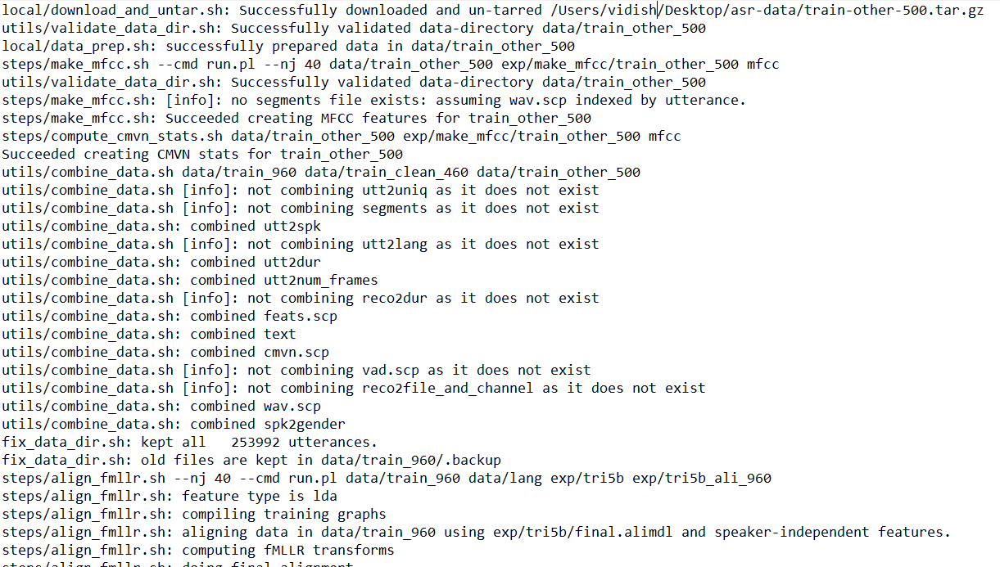 local/download_and_untar.sh: Successfully downloaded and un-tarred /Users/vidish/Desktop/asr-data/train-other-500.tar.gz
utils/validate_data_dir.sh: Successfully validated data-directory data/train_other_500
local/data_prep.sh: successfully prepared data in data/train_other_500
steps/make_mfcc.sh --cmd run.pl --nj 40 data/train_other_500 exp/make_mfcc/train_other_500 mfcc
utils/validate_data_dir.sh: Successfully validated data-directory data/train_other_500
steps/make_mfcc.sh: [info]: no segments file exists: assuming wav.scp indexed by utterance.
steps/make_mfcc.sh: Succeeded creating MFCC features for train_other_500
steps/compute_cmvn_stats.sh data/train_other_500 exp/make_mfcc/train_other_500 mfcc
Succeeded creating CMVN stats for train_other_500
utils/combine_data.sh data/train_960 data/train_clean_460 data/train_other_500
utils/combine_data.sh [info]: not combining utt2uniq as it does not exist
utils/combine_data.sh [info]: not combining segments as it does not exist
utils/combine_data.sh: combined utt2spk
utils/combine_data.sh [info]: not combining utt2lang as it does not exist
utils/combine_data.sh: combined utt2dur
utils/combine_data.sh: combined utt2num_frames
utils/combine_data.sh [info]: not combining reco2dur as it does not exist
utils/combine_data.sh: combined feats.scp
utils/combine_data.sh: combined text
utils/combine_data.sh: combined cmvn.scp
utils/combine_data.sh [info]: not combining vad.scp as it does not exist
utils/combine_data.sh [info]: not combining reco2file_and_channel as it does not exist
utils/combine_data.sh: combined wav.scp
utils/combine_data.sh: combined spk2gender
fix_data_dir.sh: kept all   253992 utterances.
fix_data_dir.sh: old files are kept in data/train_960/.backup
steps/align_fmllr.sh --nj 40 --cmd run.pl data/train_960 data/lang exp/tri5b exp/tri5b_ali_960
steps/align_fmllr.sh: feature type is lda
steps/align_fmllr.sh: compiling training graphs
steps/align_fmllr.sh: aligning data in data/train_960 using exp/tri5b/final.alimdl and speaker-independent features.
steps/align_fmllr.sh: computing fMLLR transforms
steps/align_fmllr.sh: doing final alignment